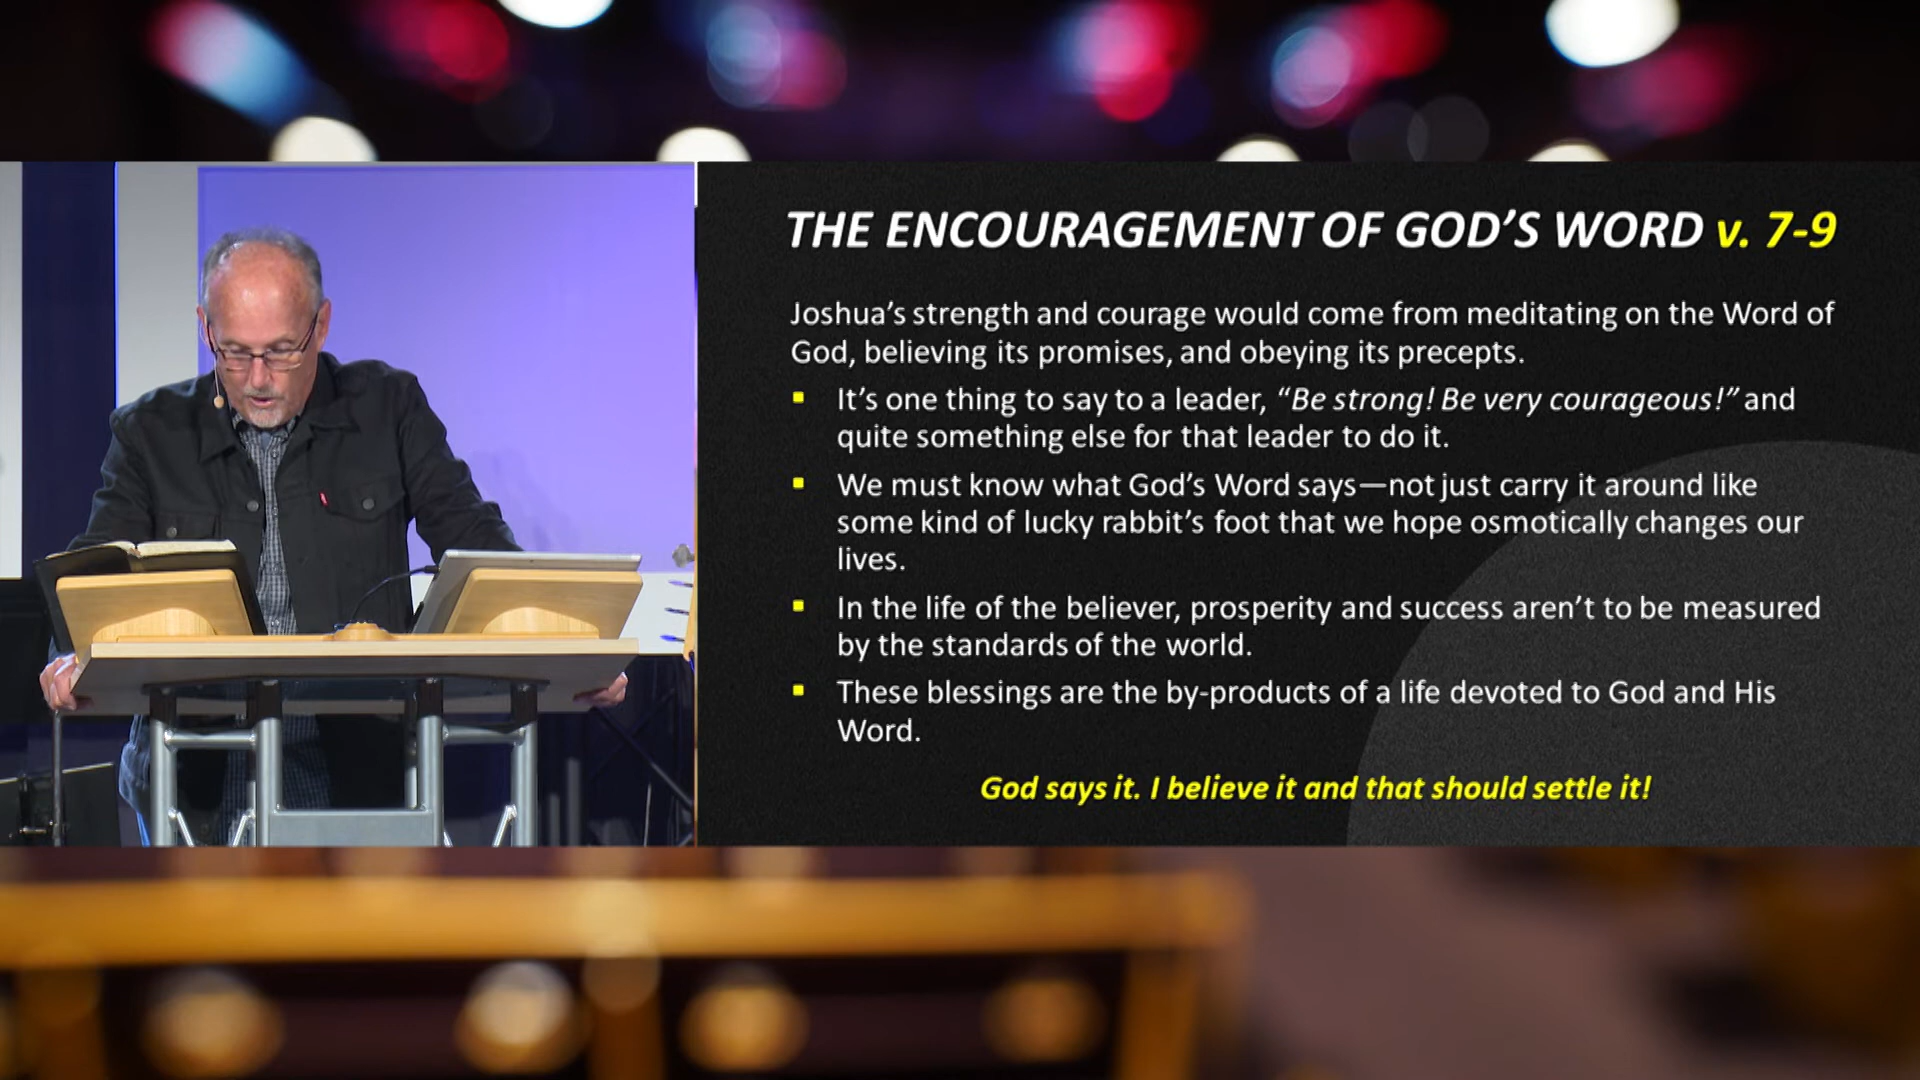 THE ENCOURAGEMENT OF GOD’S WORD v. 7-9
Joshua’s strength and courage would come from meditating on the Word of
God, believing its promises, and obeying its precepts.
It’s one thing to say to a leader, “Be strong! Be very courageous!” and
quite something else for that leader to do it.
We must know what God’s Word says—not just carry it around like
some kind of lucky rabbit’s foot that we hope osmotically changes our
lives.
In the life of the believer, prosperity and success aren’t to be measured
by the standards of the world.
These blessings are the by-products of a life devoted to God and His
Word.
God says it. I believe it and that should settle it!